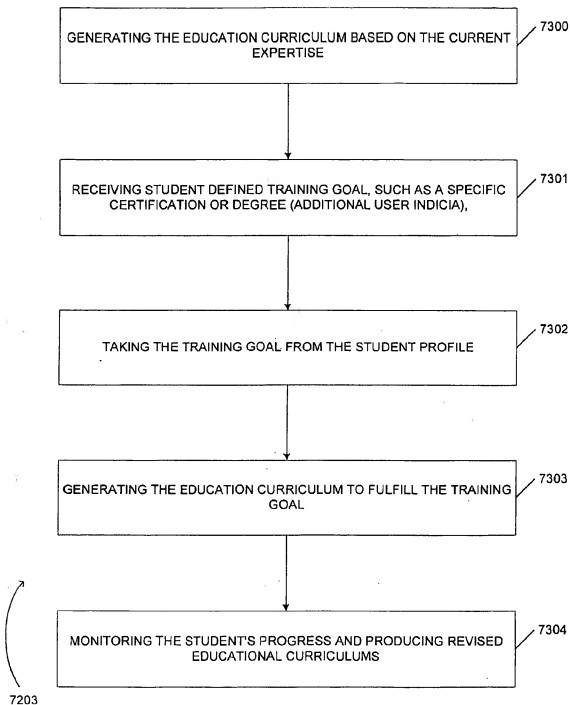 GENERATING THE EDUCATION CURRICULUM BASED ON THE CURRENT
EXPERTISE
7300
RECEIVING STUDENT DEFINED TRAINING GOAL, SUCH AS A SPECIFIC
CERTIFICATION OR DEGREE (ADDITIONAL USER INDICIA),
7301
TAKING THE TRAINING GOAL FROM THE STUDENT PROFILE
7302
GENERATING THE EDUCATION CURRICULUM TO FULFILL THE TRAINING
GOAL
7303
MONITORING THE STUDENT'S PROGRESS AND PRODUCING REVISED
EDUCATIONAL CURRICULUMS
7304
7203